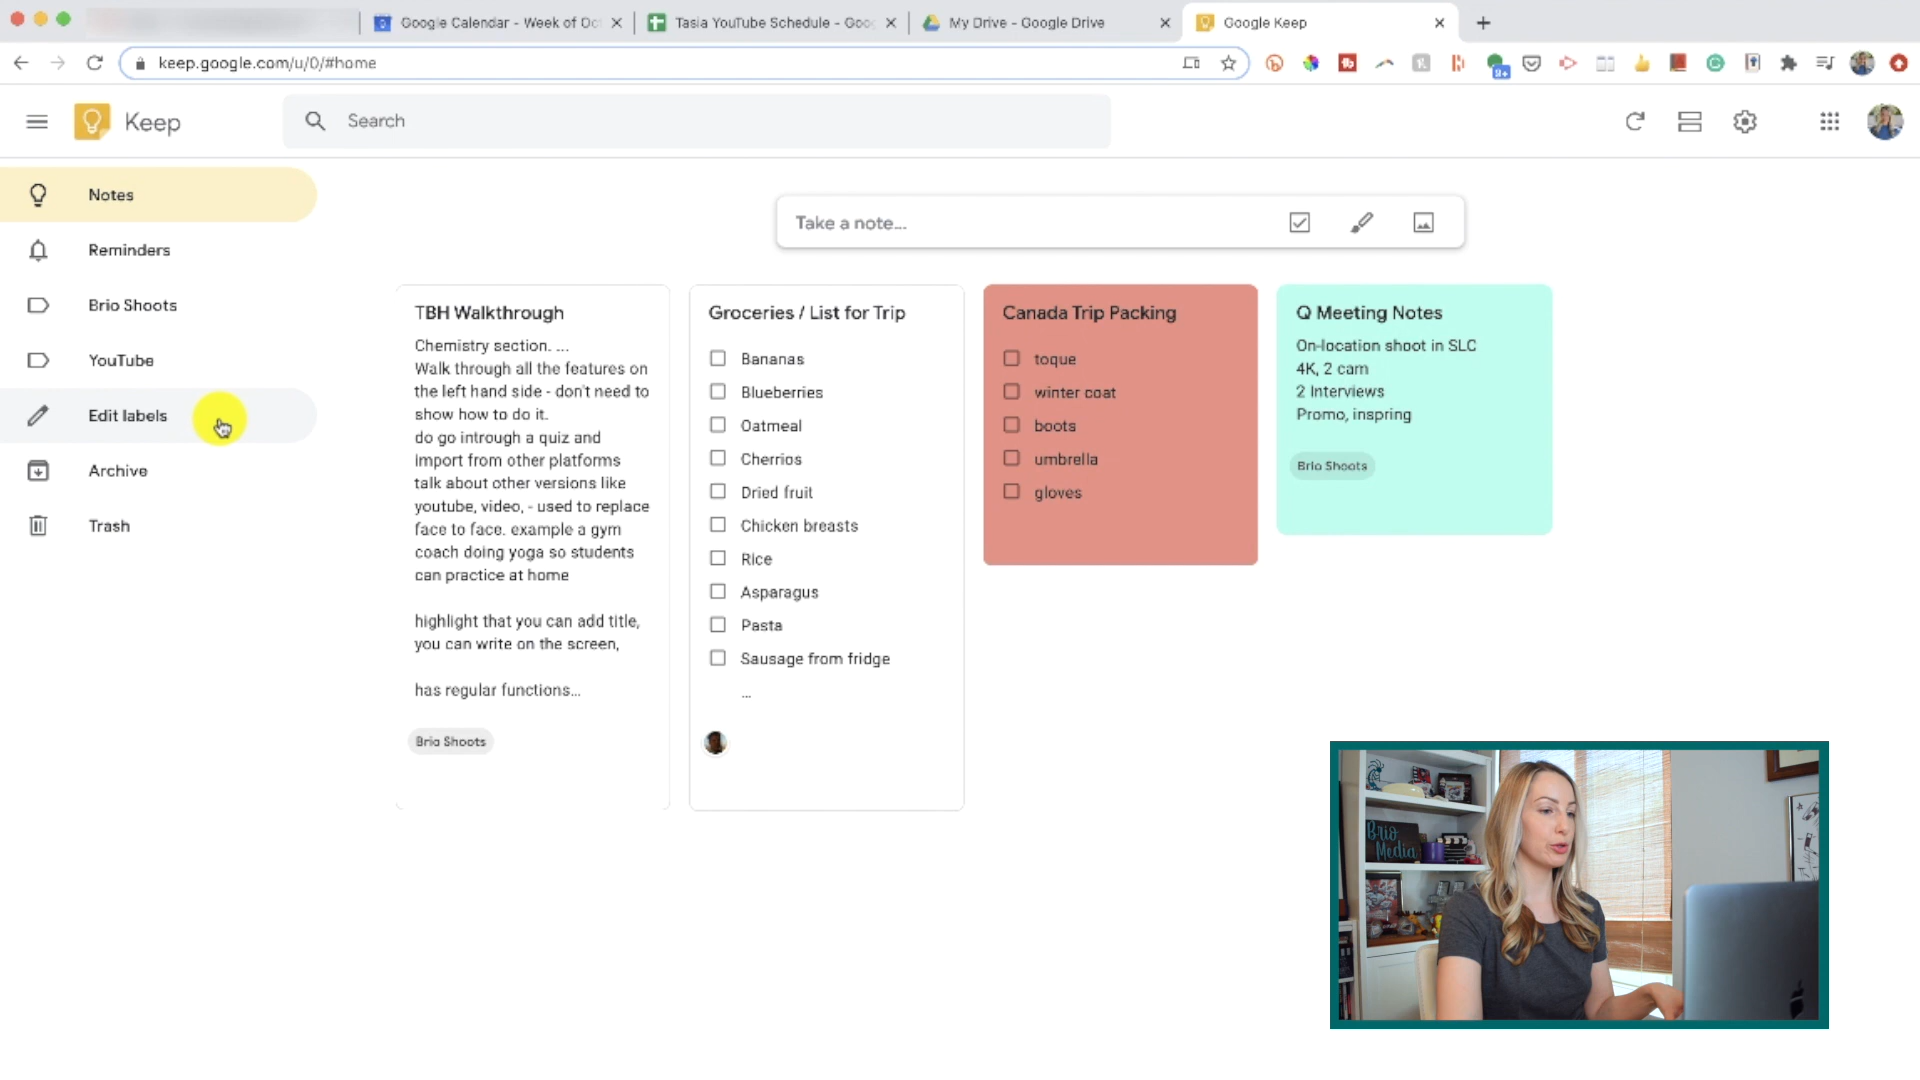 Google Calendar - Week of Oc
Tasia YouTube Schedule - Goog
My Drive - Google Drive
Google Keep
keep.google.com/u/0/#home
Keep
Search
Notes
Reminders
Brio Shoots
YouTube
Edit labels
Archive
Trash
Take a note...
TBH Walkthrough
Chemistry section. ...
Walk through all the features on
the left hand side - don't need to
show how to do it.
do go intrough a quiz and
import from other platforms
talk about other versions like
youtube, video, - used to replace
face to face. example a gym
coach doing yoga so students
can practice at home
highlight that you can add title,
you can write on the screen,
has regular functions...
Brio Shoots
Groceries / List for Trip
Bananas
Blueberries
Oatmeal
Cherrios
Dried fruit
Chicken breasts
Rice
Asparagus
Pasta
Sausage from fridge
...
Canada Trip Packing
toque
winter coat
boots
umbrella
gloves
Q Meeting Notes
On-location shoot in SLC
4K, 2 cam
2 Interviews
Promo, inspring
Brio Shoots
Brio
Media